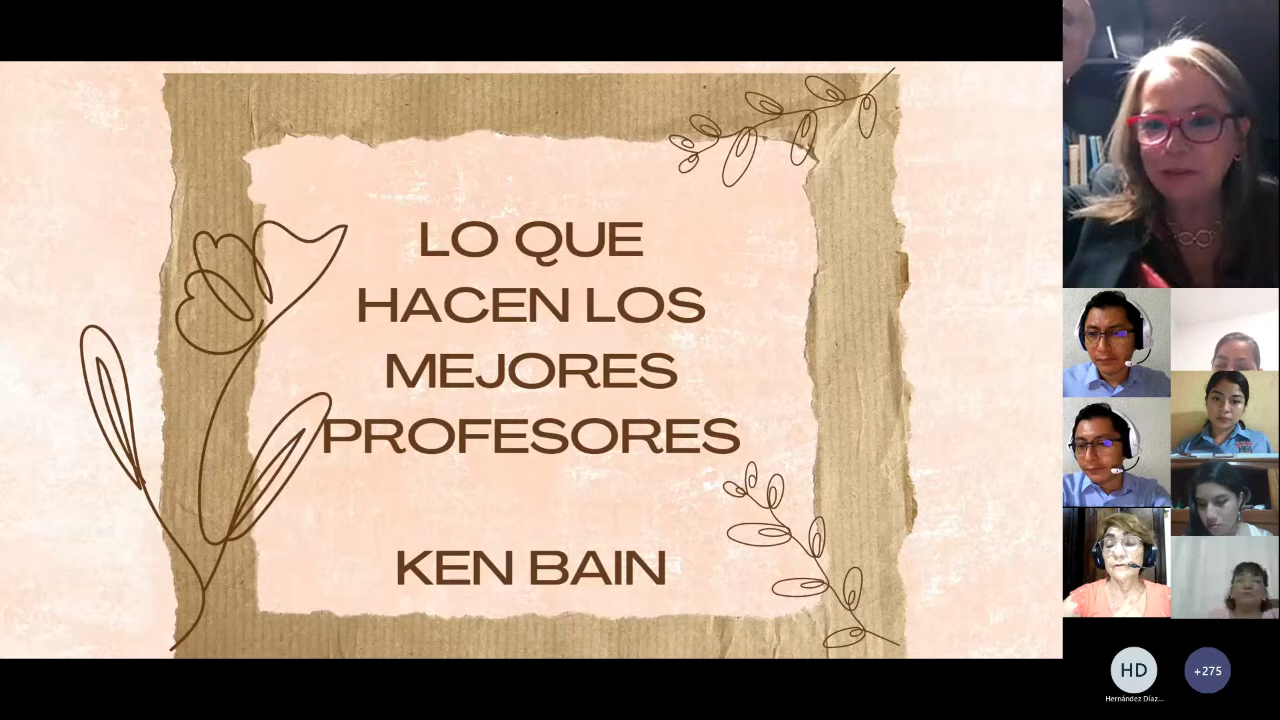 LO QUE
HACEN LOS
MEJORES
PROFESORES
KEN BAIN
HD
+275
Hernández Díaz...